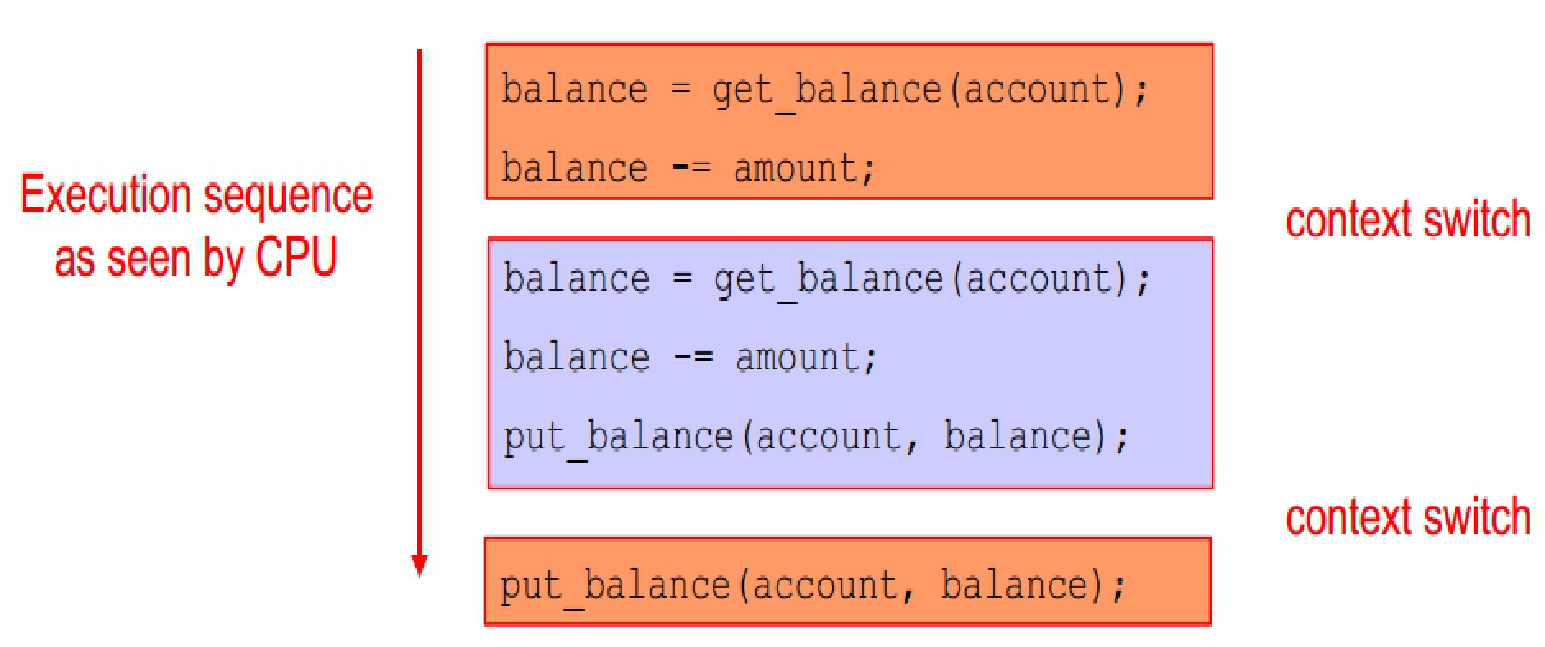 Execution sequence
as seen by CPU
balance = get_balance(account);
balance -= amount;
context switch
balance = get_balance(account);
balance -= amount;
put_balance(account, balance);
context switch
put_balance(account, balance);